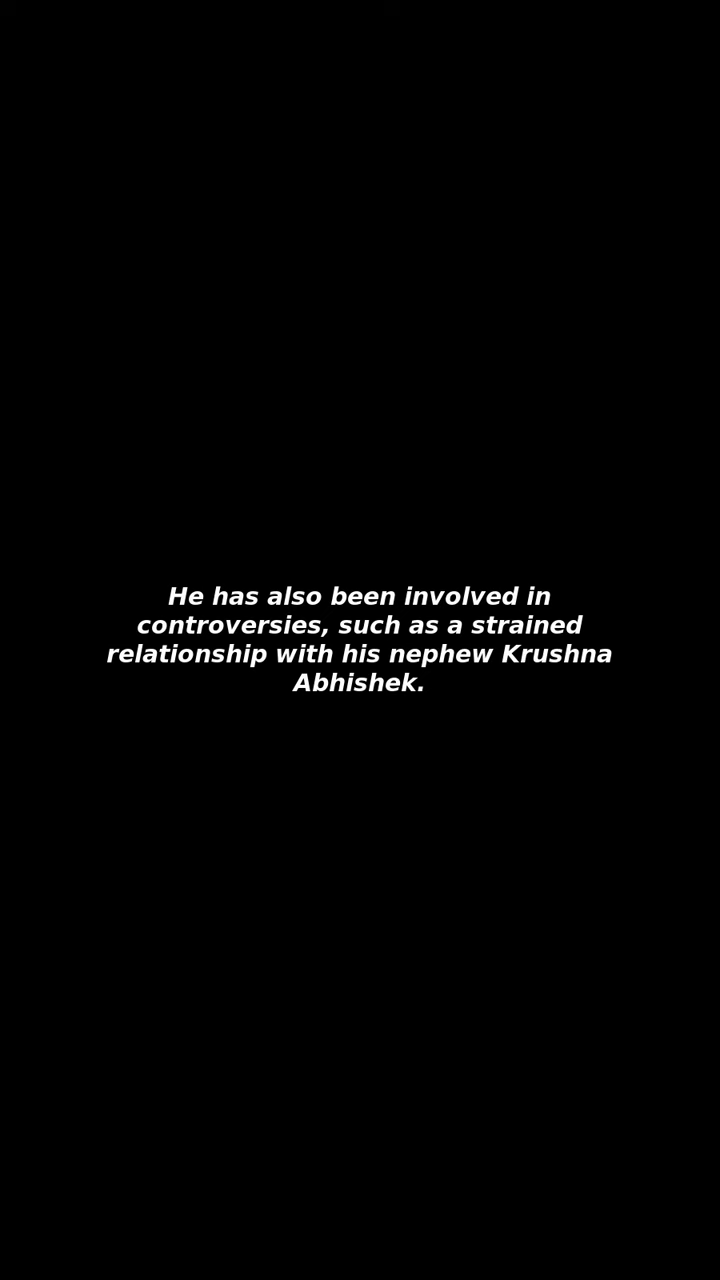 He has also been involved in
controversies, such as a strained
relationship with his nephew Krushna
Abhishek.